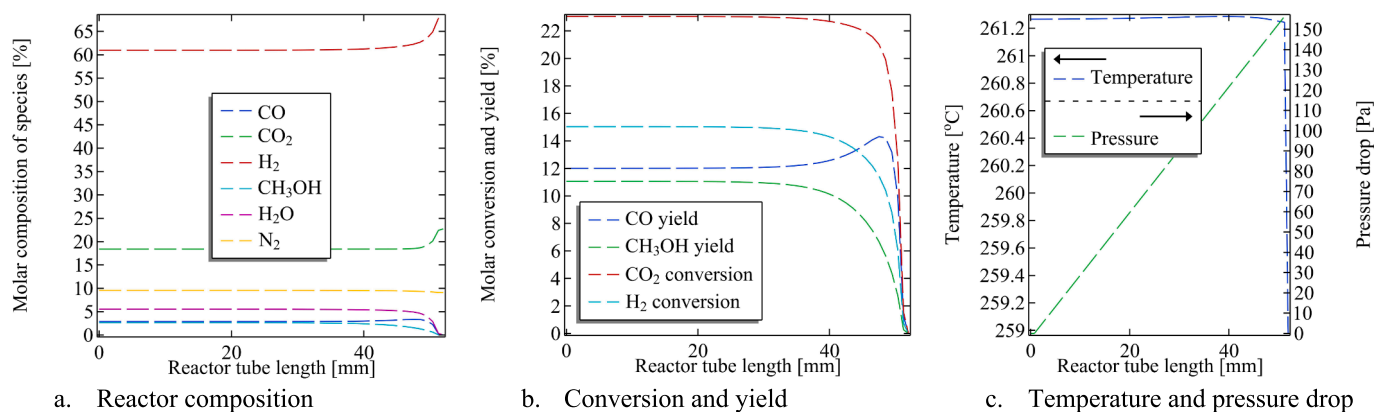 Molar composition of species [%]
65
60
55
50
45
40
35
30
25
20
15
10
5
0
CO
CO₂
H₂
CH₃OH
H₂O
N₂
0
20
40
Reactor tube length [mm]
a. Reactor composition
Molar conversion and yield [%]
22
20
18
16
14
12
10
8
6
4
2
0
CO yield
CH₃OH yield
CO₂ conversion
H₂ conversion
0
20
40
Reactor tube length [mm]
b. Conversion and yield
Temperature [°C]
261.2
261
260.8
260.6
260.4
260.2
260
259.8
259.6
259.4
259.2
259
Temperature
Pressure
150
140
130
120
110
100
90
80
70
60
50
40
30
20
10
0
Pressure drop [Pa]
0
20
40
Reactor tube length [mm]
c. Temperature and pressure drop